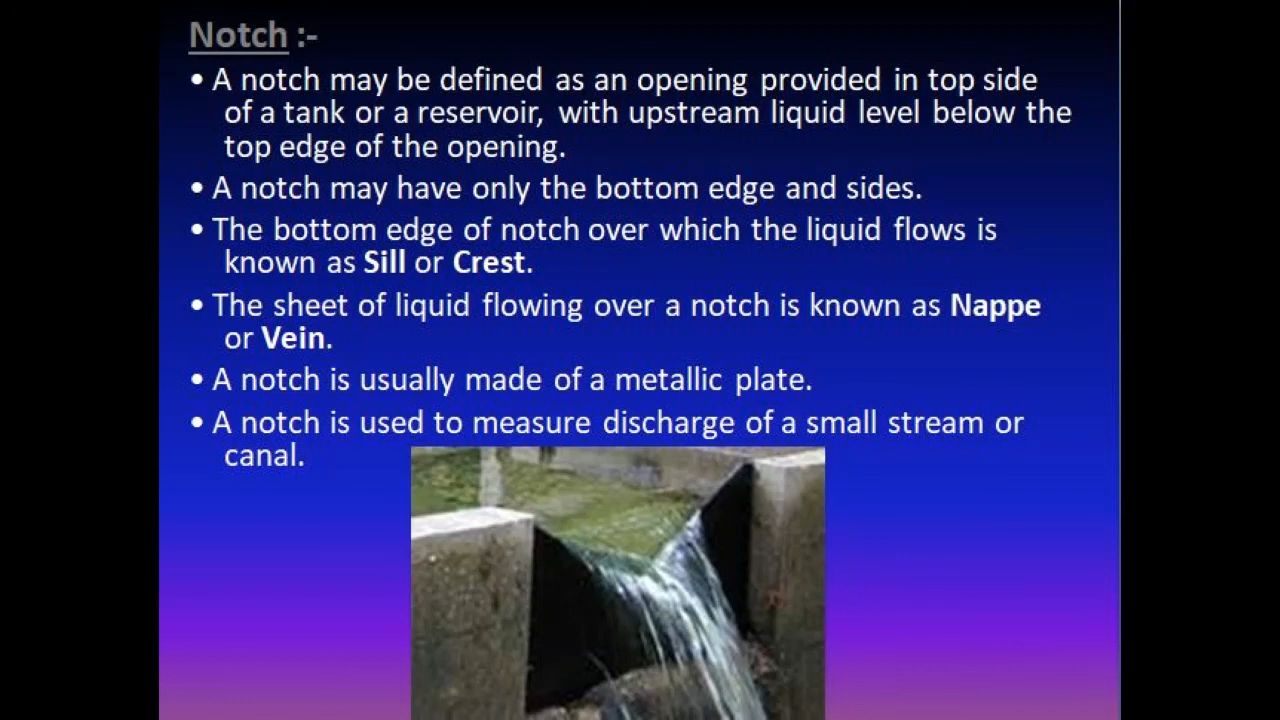 Notch :-
• A notch may be defined as an opening provided in top side
of a tank or a reservoir, with upstream liquid level below the
top edge of the opening.
• A notch may have only the bottom edge and sides.
• The bottom edge of notch over which the liquid flows is
known as Sill or Crest.
• The sheet of liquid flowing over a notch is known as Nappe
or Vein.
• A notch is usually made of a metallic plate.
• A notch is used to measure discharge of a small stream or
canal.